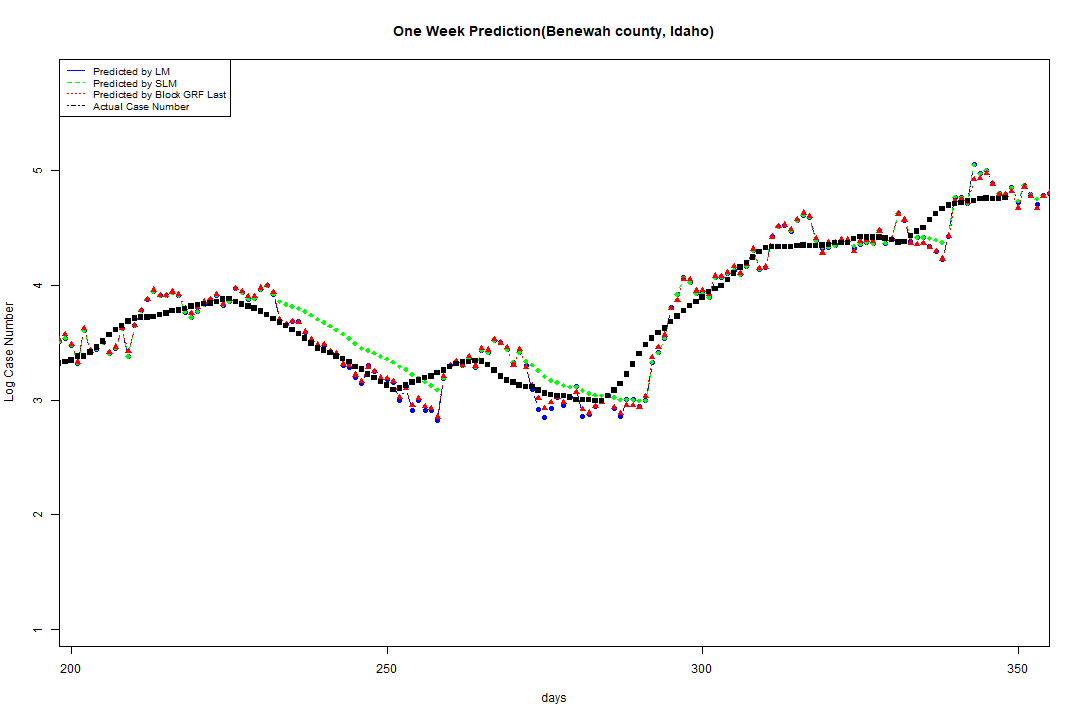 One Week Prediction(Benewah county, Idaho)
Predicted by LM
Predicted by SLM
Predicted by Block GRF Last
Actual Case Number
5
4
3
2
1
Log Case Number
200 250 300 350
days